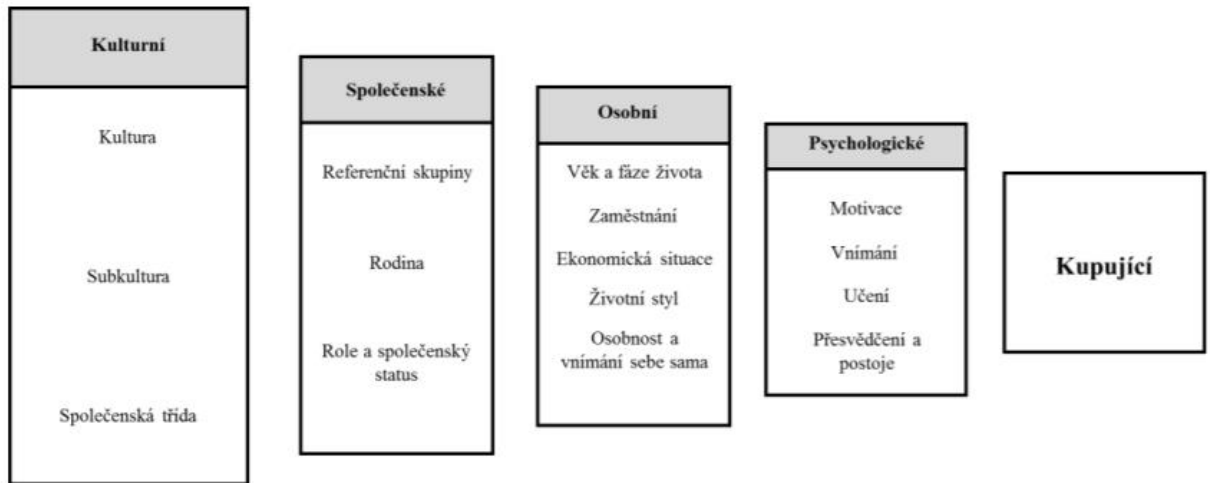 Kulturní
Kultura
Subkultura
Společenská třída
Společenské
Referenční skupiny
Rodina
Role a společenský
status
Osobní
Věk a fáze života
Zaměstnání
Ekonomická situace
Životní styl
Osobnost a
vnímání sebe sama
Psychologické
Motivace
Vnímání
Učení
Přesvědčení a
postoje
Kupující